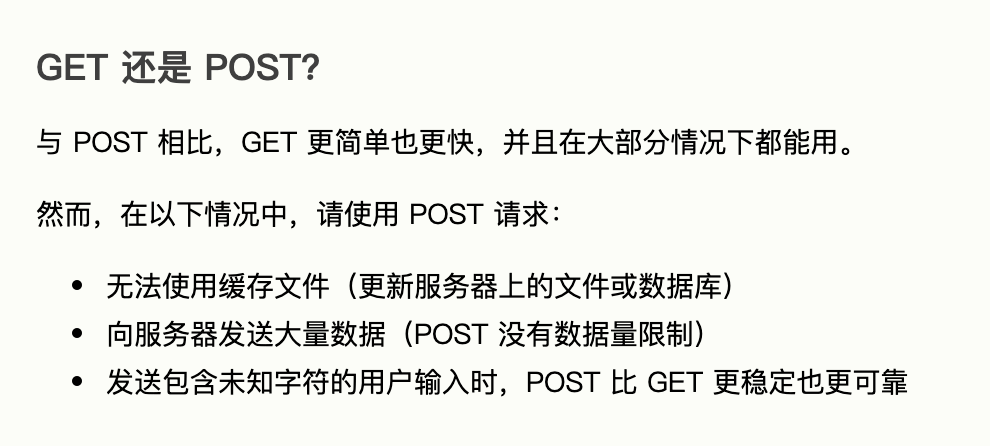 GET 还是 POST?
与 POST 相比，GET 更简单也更快，并且在大部分情况下都能用。
然而，在以下情况中，请使用 POST 请求：
• 无法使用缓存文件（更新服务器上的文件或数据库）
• 向服务器发送大量数据（POST 没有数据量限制）
• 发送包含未知字符的用户输入时，POST 比 GET 更稳定也更可靠